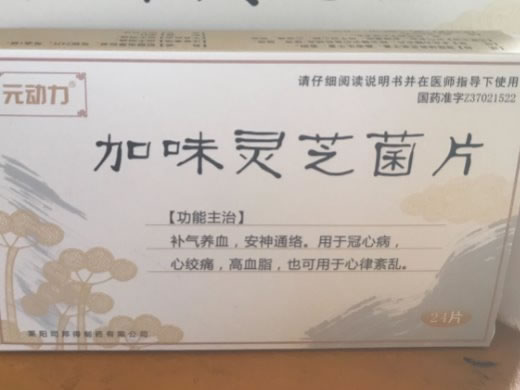 元动力®
请仔细阅读说明书并在医师指导下使用
国药准字Z37021522
加味灵芝菌片
【功能主治】
补气养血，安神通络。用于冠心病，
心绞痛，高血脂，也可用于心律紊乱。
24片